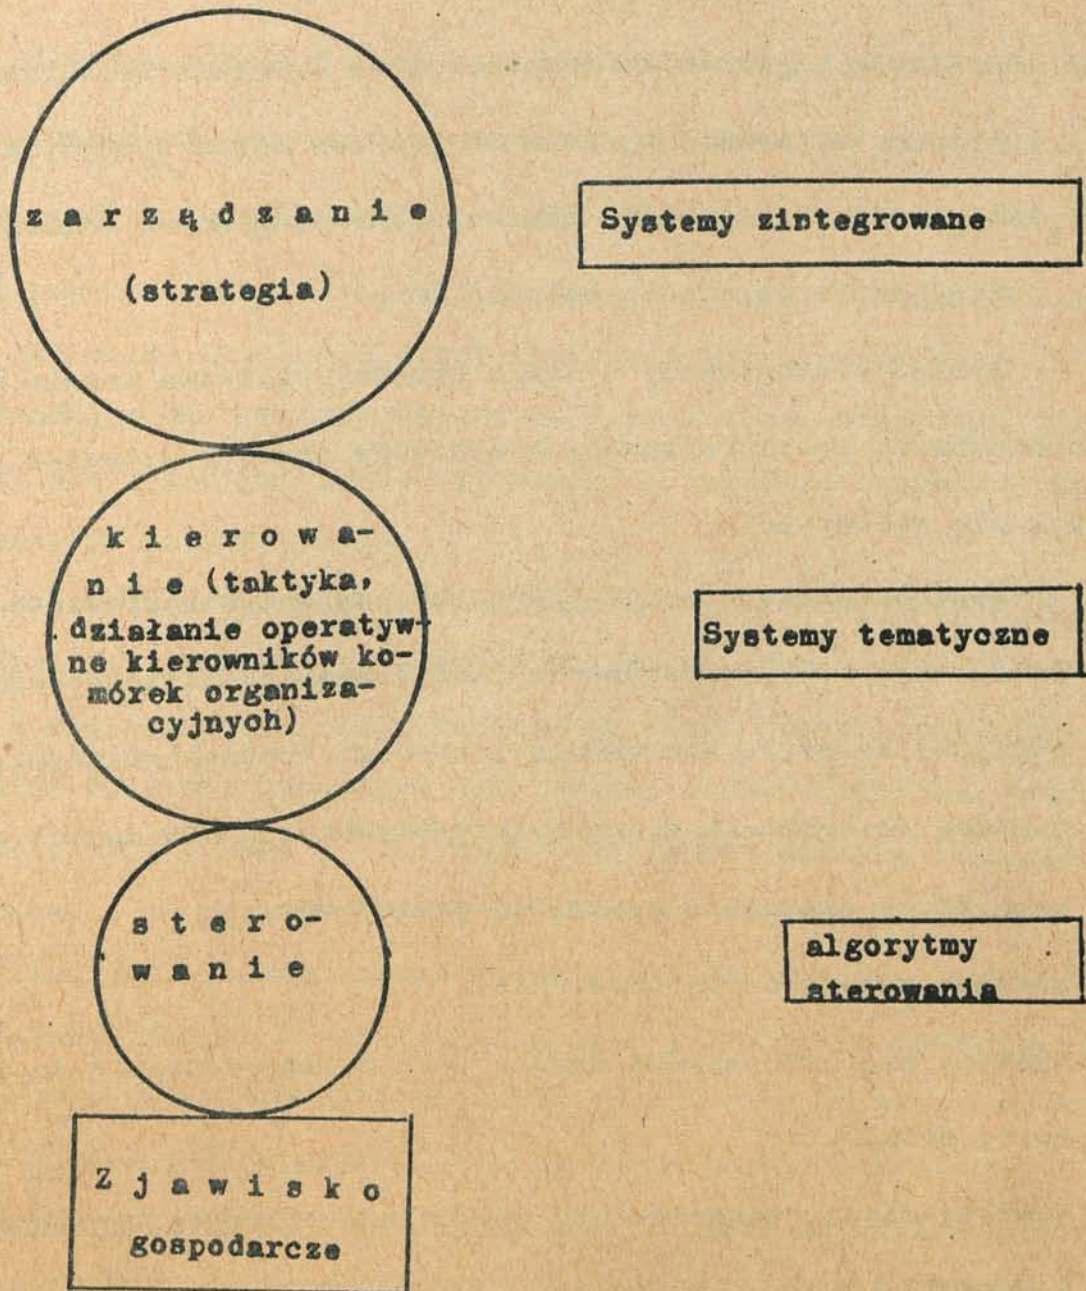 z a r z ą d z a n i e
(strategia)
Systemy zintegrowane
k i e r o w a-
n i e (taktyka,
działanie operatyw-
ne kierowników ko-
mórek organiza-
cyjnych)
Systemy tematyczne
s t e r o-
w a n i e
algorytmy
sterowania
Z j a w i s k o
gospodarcze